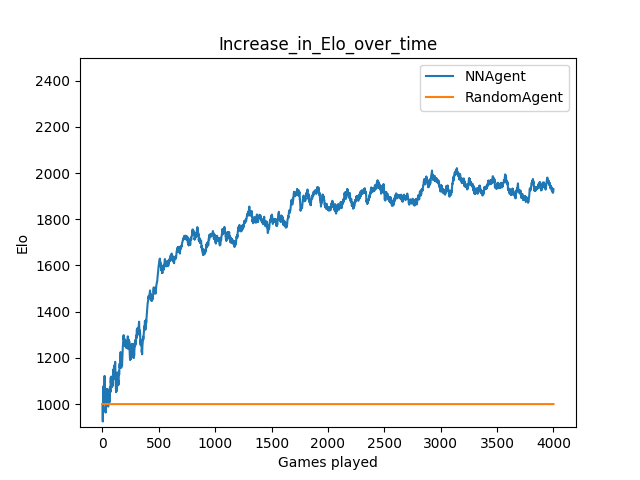 Increase_in_Elo_over_time
NNAgent
RandomAgent
2400
2200
2000
1800
1600
1400
1200
1000
Elo
0 500 1000 1500 2000 2500 3000 3500 4000
Games played